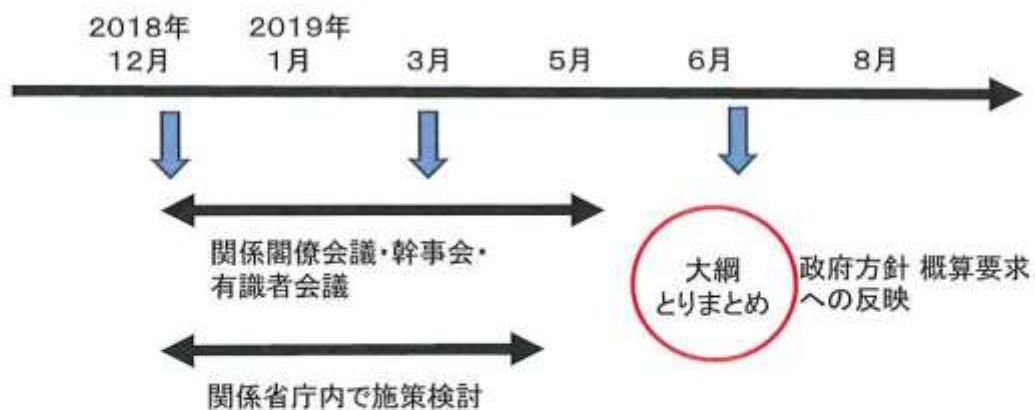 2018年 2019年
12月 1月 3月 5月 6月 8月
関係閣僚会議・幹事会・
有識者会議
大綱
とりまとめ
政府方針 概算要求
への反映
関係省庁内で施策検討